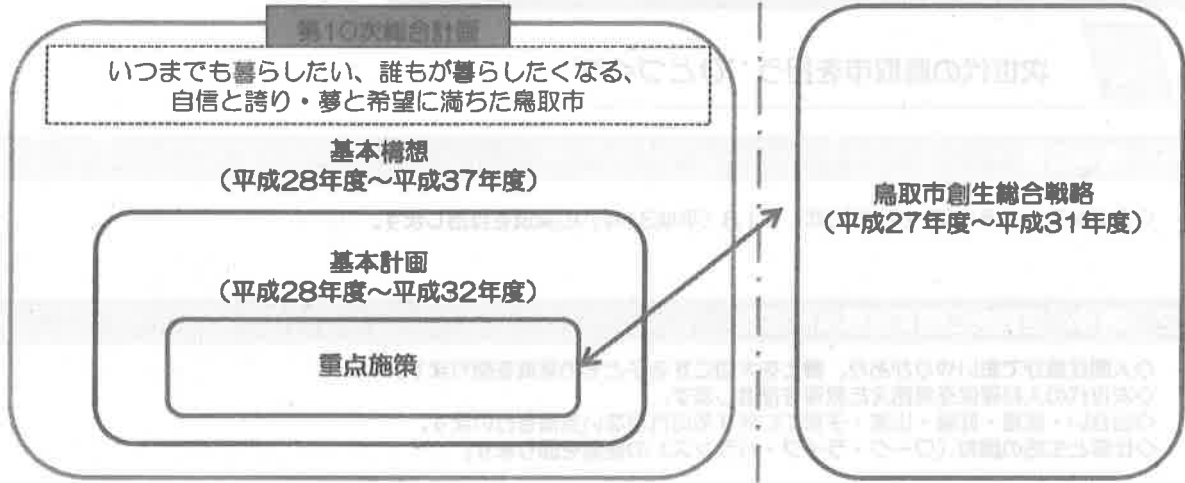 第10次総合計画
いつまでも暮らしたい、誰もが暮らしたくなる、
自信と誇り・夢と希望に満ちた鳥取市
基本構想
（平成28年度～平成37年度）
基本計画
（平成28年度～平成32年度）
重点施策
鳥取市創生総合戦略
（平成27年度～平成31年度）